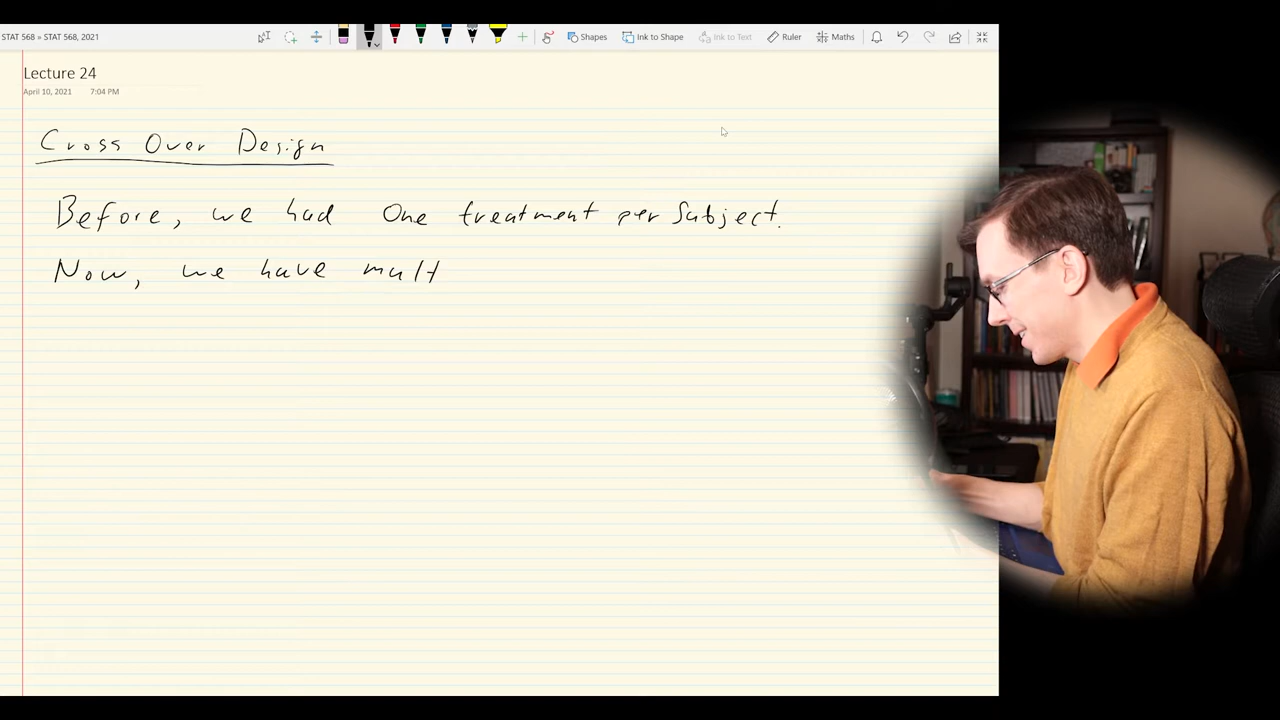 STAT 568 » STAT 568, 2021
Shapes
Ink to Shape
Ink to Text
Ruler
Maths
Lecture 24
April 10, 2021 7:04 PM
Cross Over Design
Before, we had One treatment per Subject.
Now, we have mult